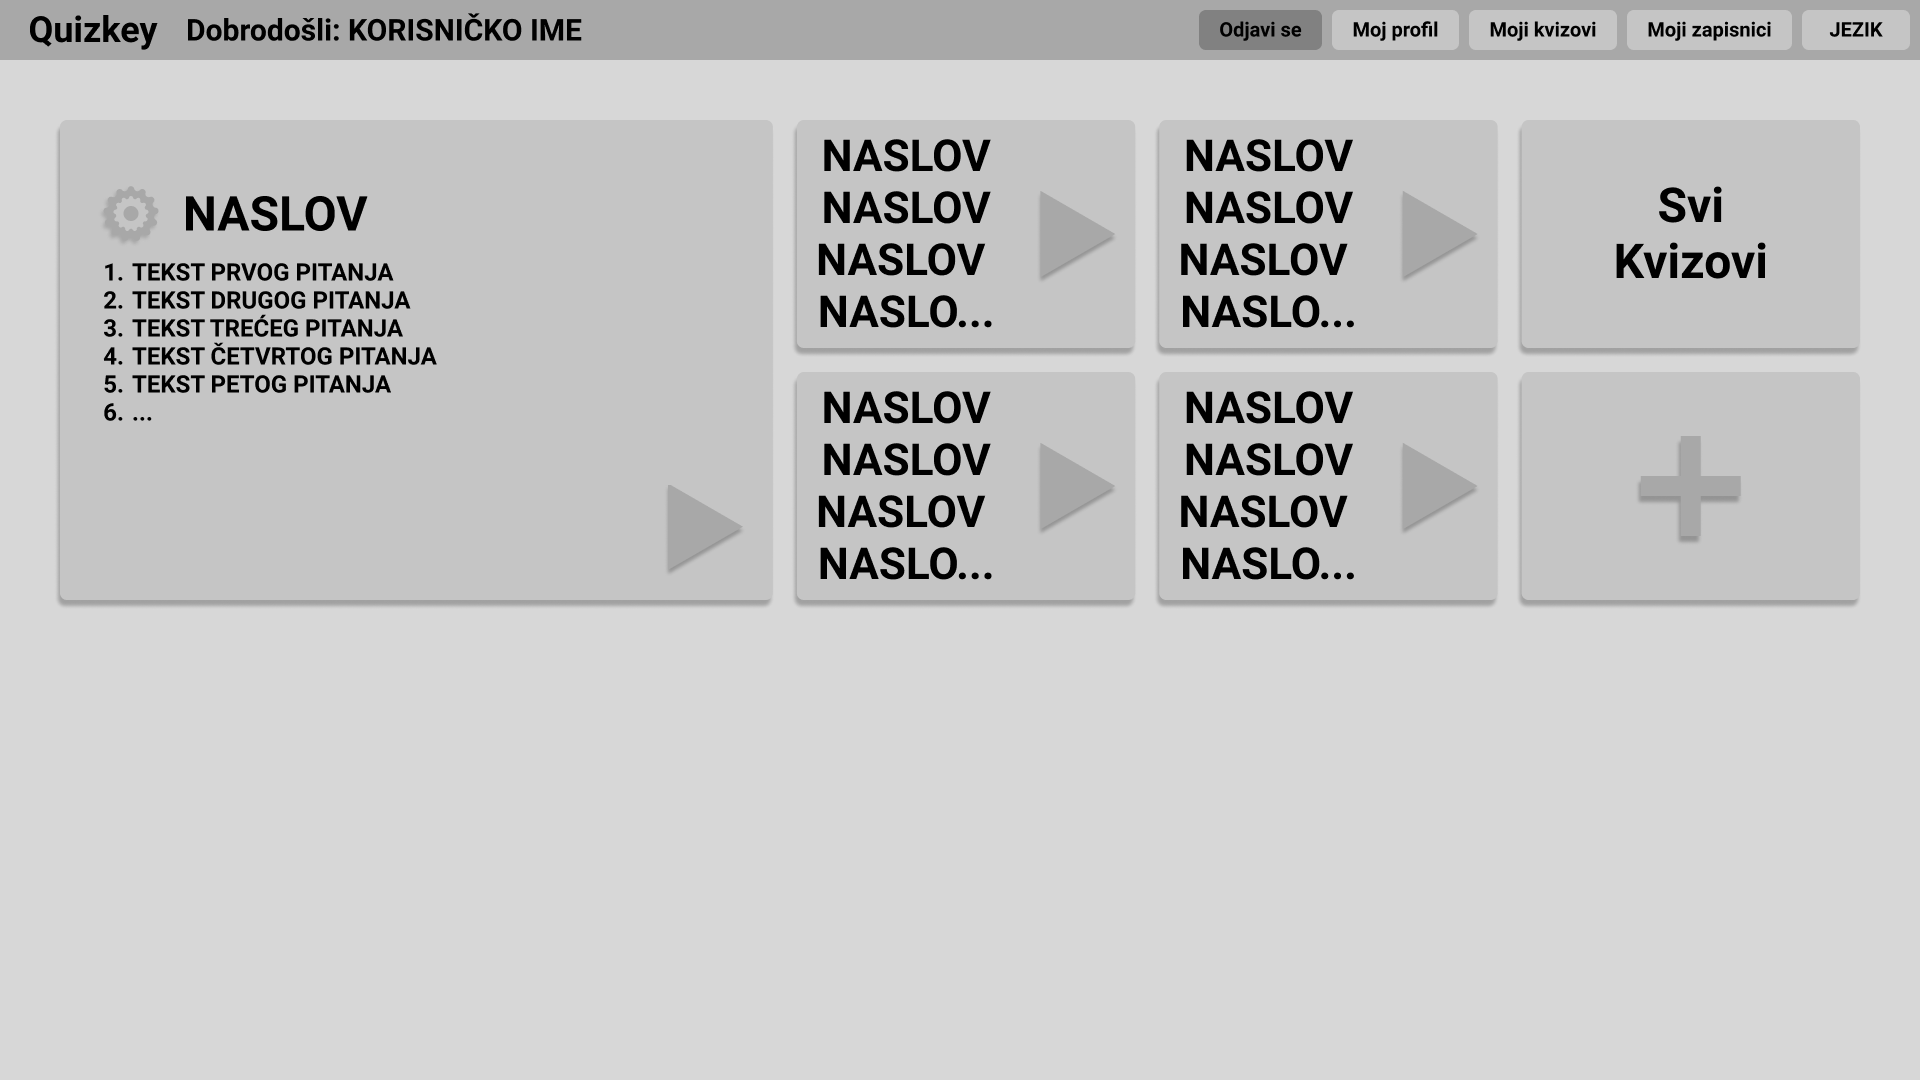 Quizkey
Dobrodošli: KORISNIČKO IME
Odjavi se
Moj profil
Moji kvizovi
Moji zapisnici
JEZIK
NASLOV
1. TEKST PRVOG PITANJA
2. TEKST DRUGOG PITANJA
3. TEKST TREĆEG PITANJA
4. TEKST ČETVRTOG PITANJA
5. TEKST PETOG PITANJA
6. ...
NASLOV
NASLOV
NASLOV
NASLO...
NASLOV
NASLOV
NASLOV
NASLO...
Svi
Kvizovi
NASLOV
NASLOV
NASLOV
NASLO...
NASLOV
NASLOV
NASLOV
NASLO...